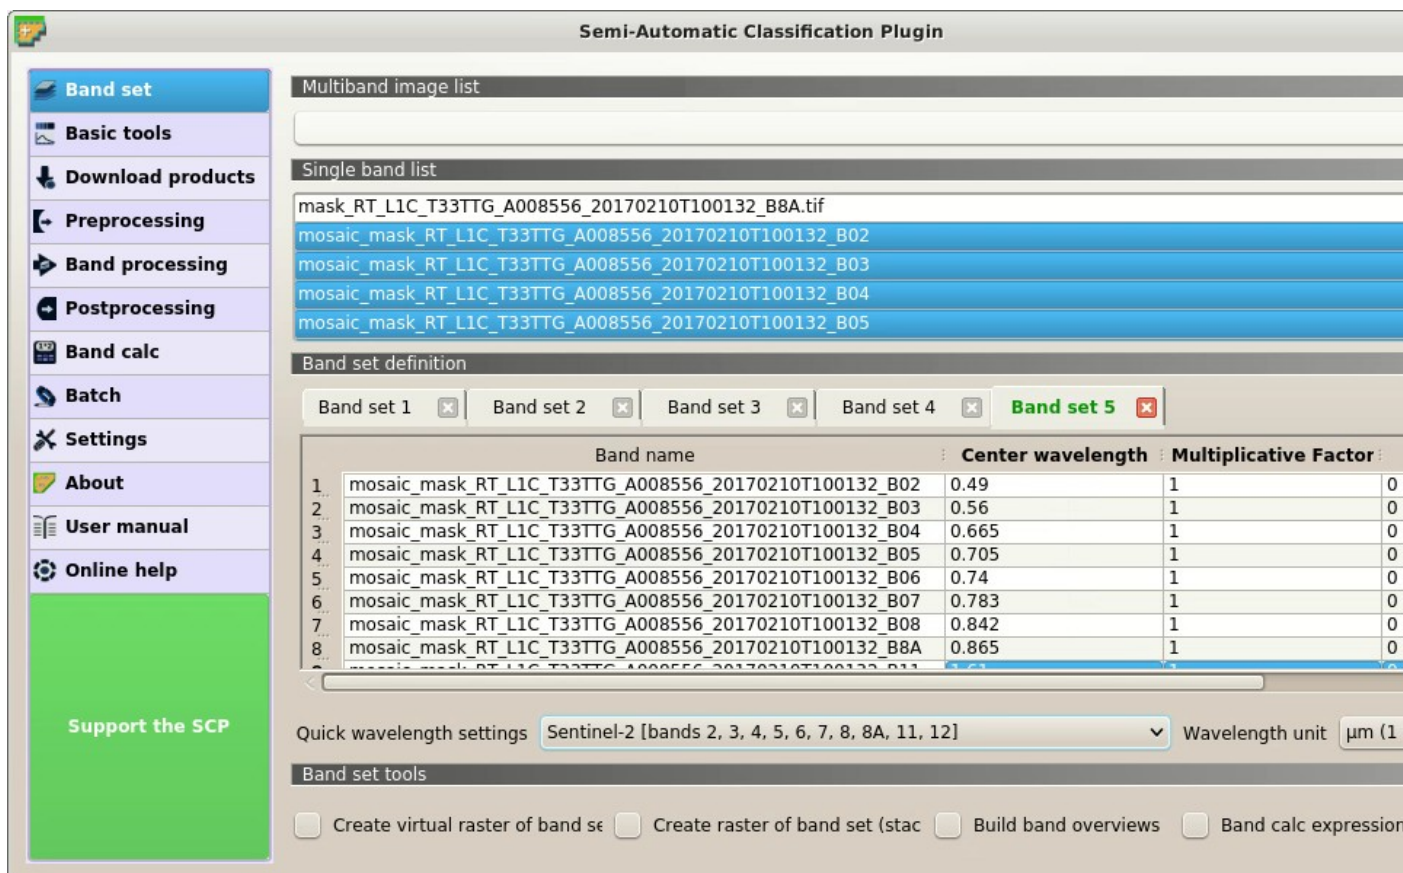 Semi-Automatic Classification Plugin
Band set
Basic tools
Download products
Preprocessing
Band processing
Postprocessing
Band calc
Batch
Settings
About
User manual
Online help
Support the SCP
Multiband image list
Single band list
mask_RT_L1C_T33TTG_A008556_20170210T100132_B8A.tif
mosaic_mask_RT_L1C_T33TTG_A008556_20170210T100132_B02
mosaic_mask_RT_L1C_T33TTG_A008556_20170210T100132_B03
mosaic_mask_RT_L1C_T33TTG_A008556_20170210T100132_B04
mosaic_mask_RT_L1C_T33TTG_A008556_20170210T100132_B05
Band set definition
Band set 1 Band set 2 Band set 3 Band set 4 Band set 5
Band name Center wavelength Multiplicative Factor
1 mosaic_mask_RT_L1C_T33TTG_A008556_20170210T100132_B02 0.49 1 0
2 mosaic_mask_RT_L1C_T33TTG_A008556_20170210T100132_B03 0.56 1 0
3 mosaic_mask_RT_L1C_T33TTG_A008556_20170210T100132_B04 0.665 1 0
4 mosaic_mask_RT_L1C_T33TTG_A008556_20170210T100132_B05 0.705 1 0
5 mosaic_mask_RT_L1C_T33TTG_A008556_20170210T100132_B06 0.74 1 0
6 mosaic_mask_RT_L1C_T33TTG_A008556_20170210T100132_B07 0.783 1 0
7 mosaic_mask_RT_L1C_T33TTG_A008556_20170210T100132_B08 0.842 1 0
8 mosaic_mask_RT_L1C_T33TTG_A008556_20170210T100132_B8A 0.865 1 0
Quick wavelength settings Sentinel-2 [bands 2, 3, 4, 5, 6, 7, 8, 8A, 11, 12] Wavelength unit µm (1
Band set tools
Create virtual raster of band se Create raster of band set (stac Build band overviews Band calc expression